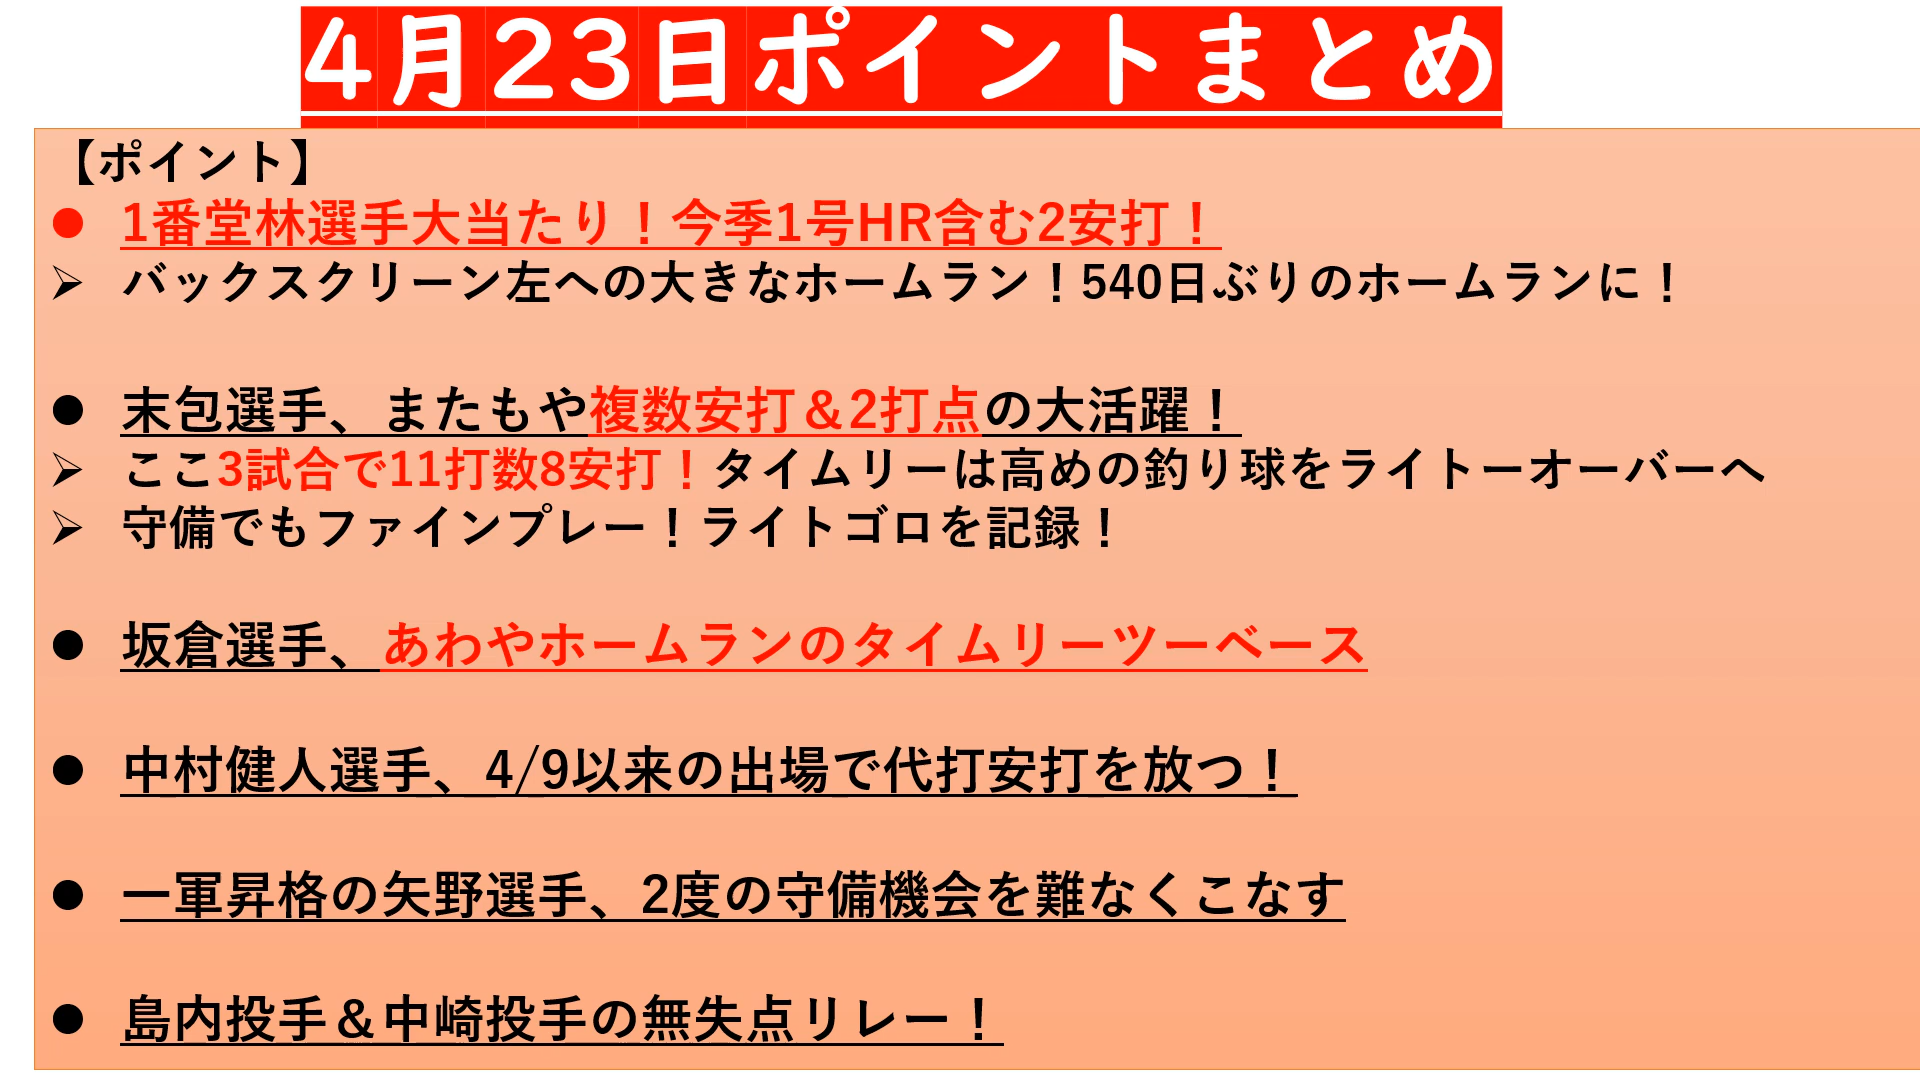 4月23日ポイントまとめ
【ポイント】
● 1番堂林選手大当たり！今季1号HR含む2安打！
➢ バックスクリーン左への大きなホームラン！540日ぶりのホームランに！
● 末包選手、またもや複数安打＆2打点の大活躍！
➢ ここ3試合で11打数8安打！タイムリーは高めの釣り球をライトーオーバーへ
➢ 守備でもファインプレー！ライトゴロを記録！
● 坂倉選手、あわやホームランのタイムリーツーベース
● 中村健人選手、4/9以来の出場で代打安打を放つ！
● 一軍昇格の矢野選手、2度の守備機会を難なくこなす
● 島内投手＆中崎投手の無失点リレー！